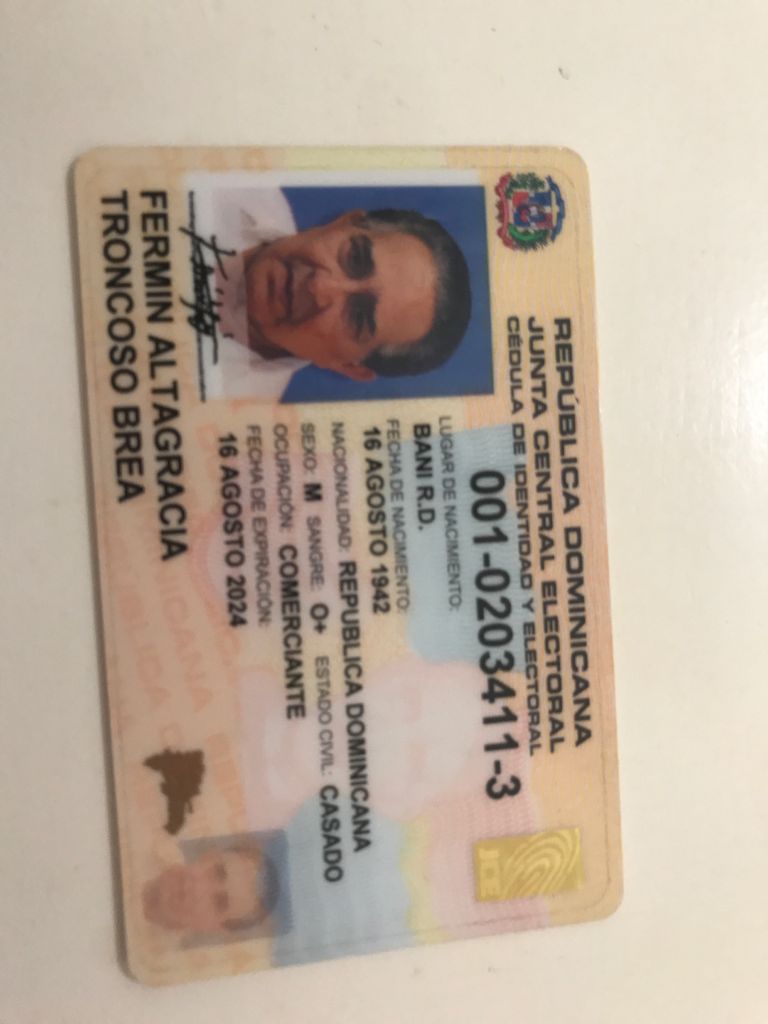 REPÚBLICA DOMINICANA
JUNTA CENTRAL ELECTORAL
CÉDULA DE IDENTIDAD Y ELECTORAL
001-0203411-3
LUGAR DE NACIMIENTO:
BANI R.D.
FECHA DE NACIMIENTO:
16 AGOSTO 1942
NACIONALIDAD: REPUBLICA DOMINICANA
SEXO: M SANGRE: O+ ESTADO CIVIL: CASADO
OCUPACIÓN: COMERCIANTE
FECHA DE EXPIRACIÓN:
16 AGOSTO 2024
FERMIN ALTAGRACIA
TRONCOSO BREA
JCE